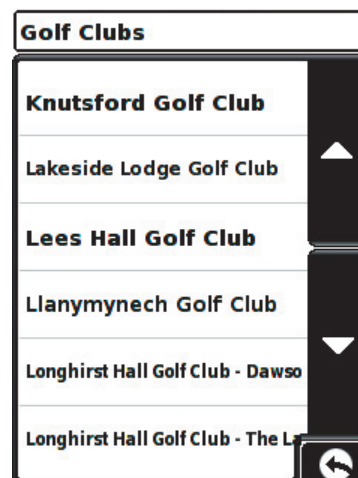 Golf Clubs
Knutsford Golf Club
Lakeside Lodge Golf Club
Lees Hall Golf Club
Llanymynech Golf Club
Longhirst Hall Golf Club - Dawso
Longhirst Hall Golf Club - The La